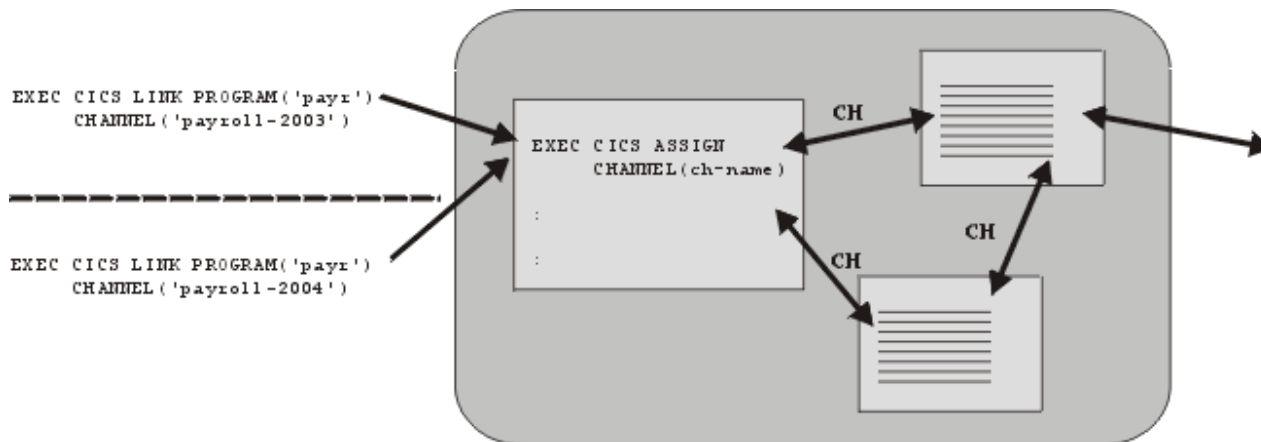 EXEC CICS LINK PROGRAM('payr')
CHANNEL('payroll-2003')
EXEC CICS LINK PROGRAM('payr')
CHANNEL('payroll-2004')
EXEC CICS ASSIGN
CHANNEL(ch-name)
:
:
CH
CH
CH